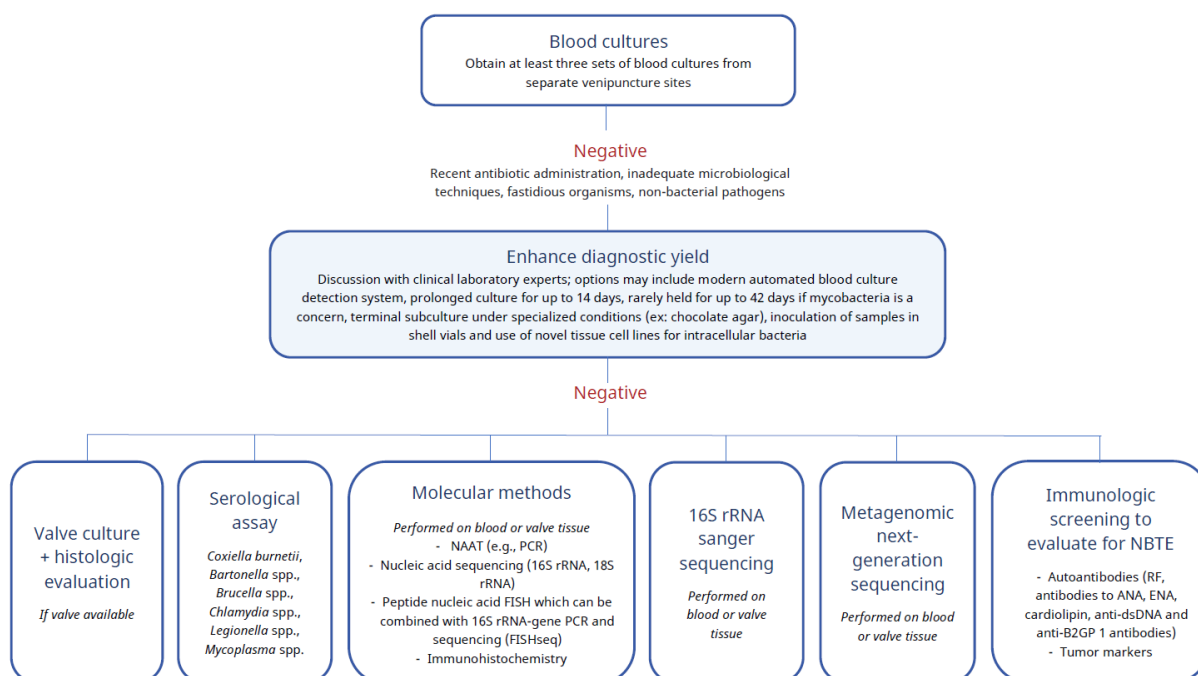 Blood cultures
Obtain at least three sets of blood cultures from
separate venipuncture sites
Negative
Recent antibiotic administration, inadequate microbiological
techniques, fastidious organisms, non-bacterial pathogens
Enhance diagnostic yield
Discussion with clinical laboratory experts; options may include modern automated blood culture
detection system, prolonged culture for up to 14 days, rarely held for up to 42 days if mycobacteria is a
concern, terminal subculture under specialized conditions (ex: chocolate agar), inoculation of samples in
shell vials and use of novel tissue cell lines for intracellular bacteria
Negative
Valve culture
+ histologic
evaluation
If valve available
Serological
assay
Coxiella burnetii,
Bartonella spp.,
Brucella spp.,
Chlamydia spp.,
Legionella spp.,
Mycoplasma spp.
Molecular methods
Performed on blood or valve tissue
- NAAT (e.g., PCR)
- Nucleic acid sequencing (16S rRNA, 18S
rRNA)
- Peptide nucleic acid FISH which can be
combined with 16S rRNA-gene PCR and
sequencing (FISHseq)
- Immunohistochemistry
16S rRNA
sanger
sequencing
Performed on
blood or valve
tissue
Metagenomic
next-
generation
sequencing
Performed on blood
or valve tissue
Immunologic
screening to
evaluate for NBTE
- Autoantibodies (RF,
antibodies to ANA, ENA,
cardiolipin, anti-dsDNA and
anti-B2GP 1 antibodies)
- Tumor markers